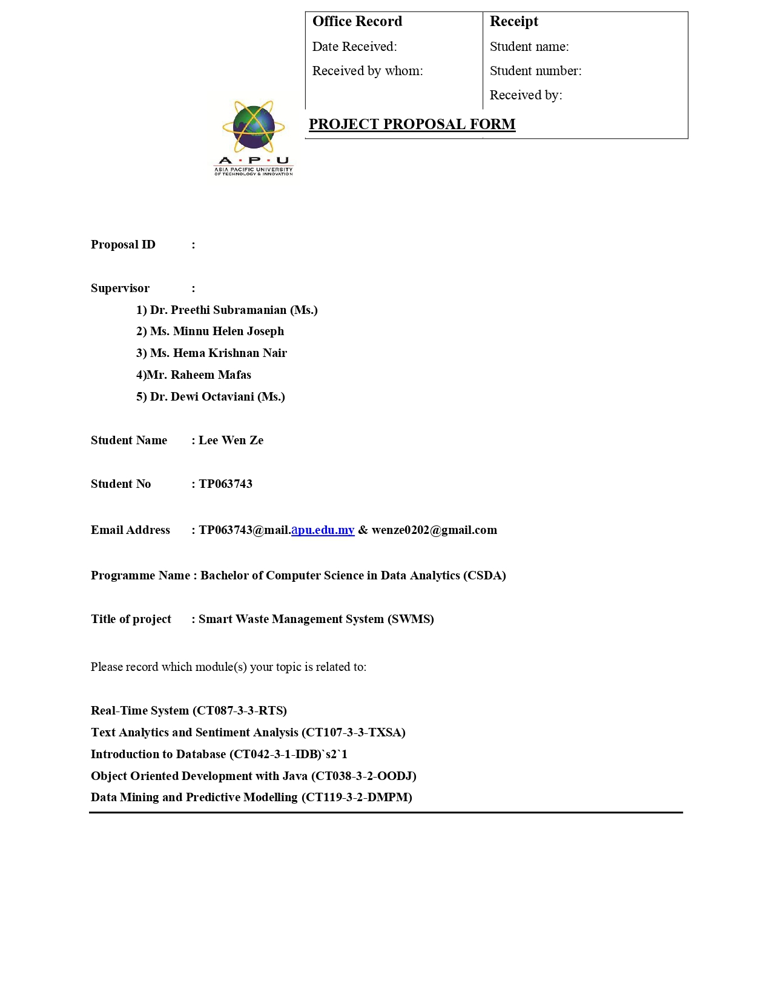 Office Record
Date Received:
Received by whom:
Receipt
Student name:
Student number:
Received by:
PROJECT PROPOSAL FORM
A · P · U
ASIA PACIFIC UNIVERSITY
OF TECHNOLOGY & INNOVATION
Proposal ID :
Supervisor :
1) Dr. Preethi Subramanian (Ms.)
2) Ms. Minnu Helen Joseph
3) Ms. Hema Krishnan Nair
4)Mr. Raheem Mafas
5) Dr. Dewi Octaviani (Ms.)
Student Name : Lee Wen Ze
Student No : TP063743
Email Address : TP063743@mail.apu.edu.my & wenze0202@gmail.com
Programme Name : Bachelor of Computer Science in Data Analytics (CSDA)
Title of project : Smart Waste Management System (SWMS)
Please record which module(s) your topic is related to:
Real-Time System (CT087-3-3-RTS)
Text Analytics and Sentiment Analysis (CT107-3-3-TXSA)
Introduction to Database (CT042-3-1-IDB)`s2`1
Object Oriented Development with Java (CT038-3-2-OODJ)
Data Mining and Predictive Modelling (CT119-3-2-DMPM)